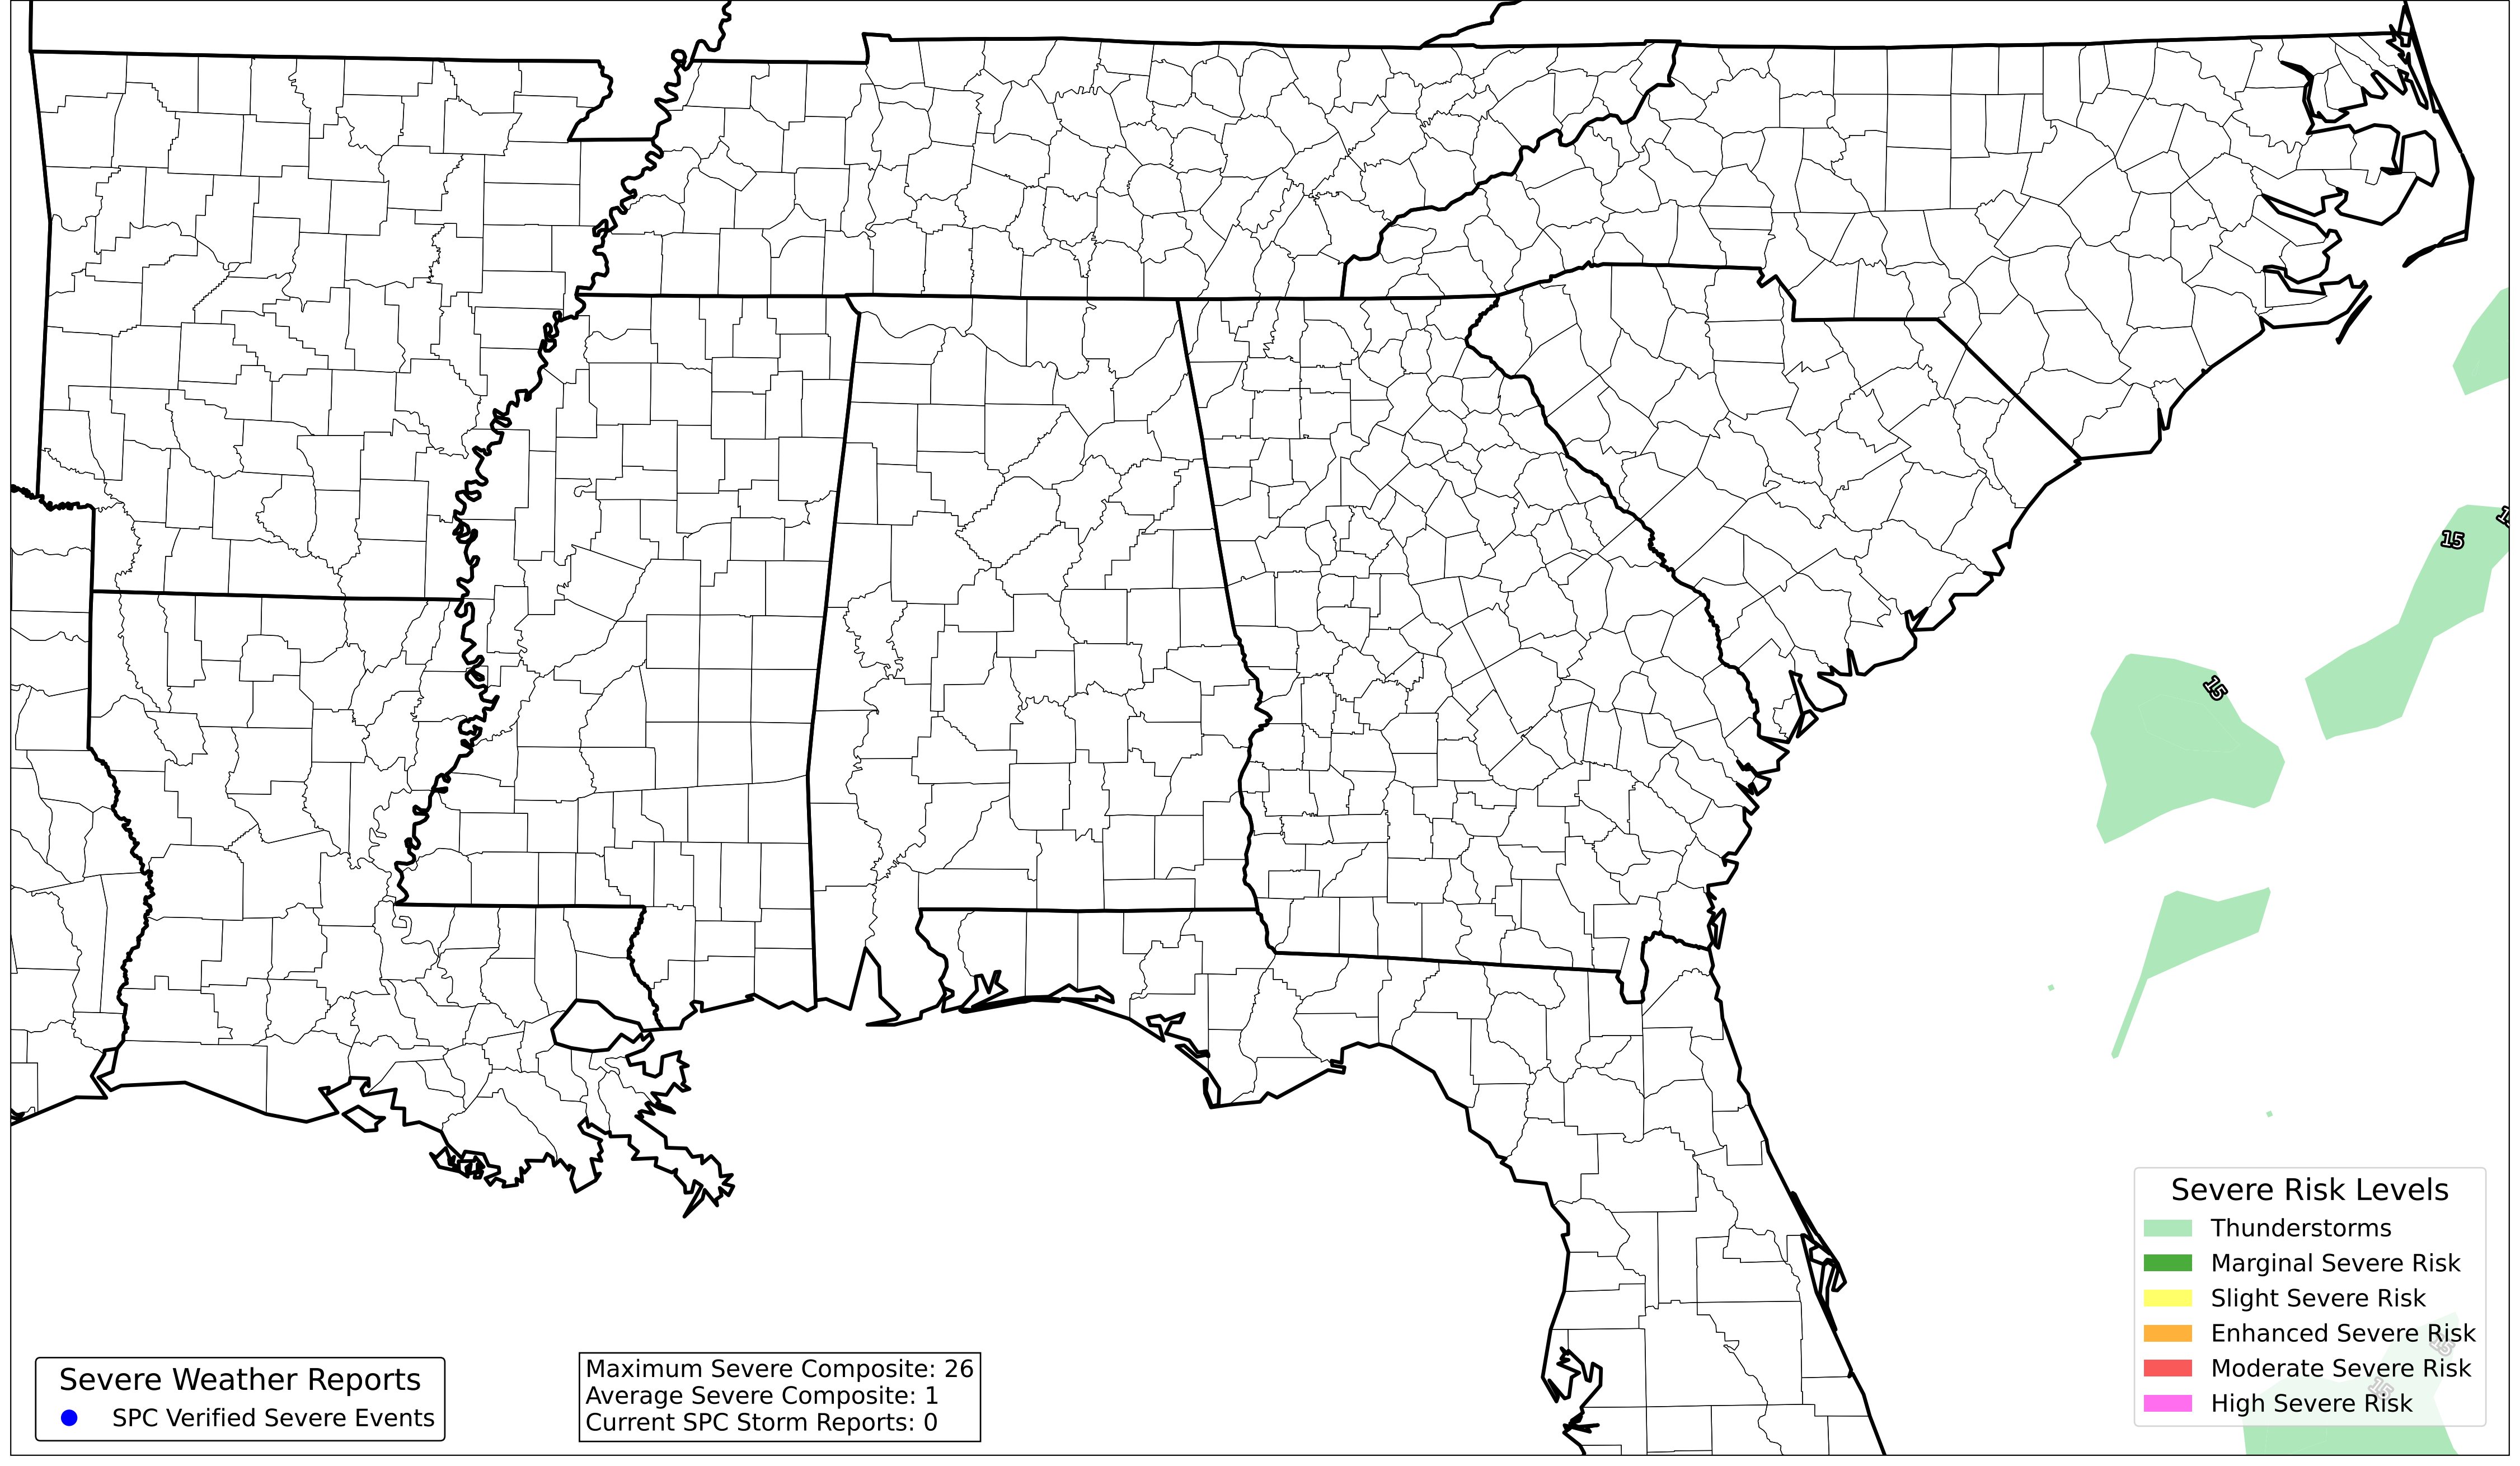 15
15
Severe Risk Levels
Thunderstorms
Marginal Severe Risk
Slight Severe Risk
Enhanced Severe Risk
15
Moderate Severe Risk
15
High Severe Risk
Severe Weather Reports
SPC Verified Severe Events
Maximum Severe Composite: 26
Average Severe Composite: 1
Current SPC Storm Reports: 0